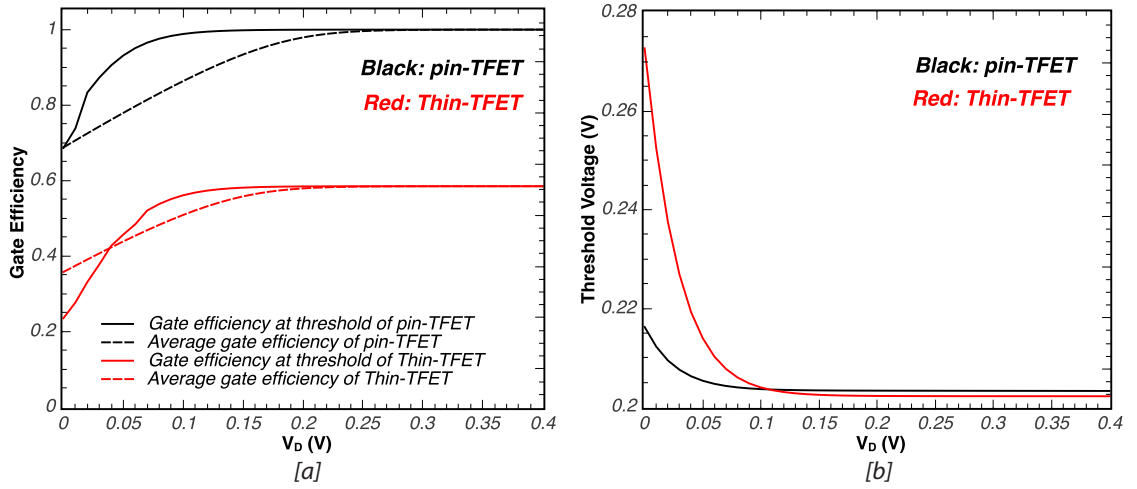 Gate Efficiency
1
0.8
0.6
0.4
0.2
0
Black: pin-TFET
Red: Thin-TFET
Gate efficiency at threshold of pin-TFET
Average gate efficiency of pin-TFET
Gate efficiency at threshold of Thin-TFET
Average gate efficiency of Thin-TFET
0 0.05 0.1 0.15 0.2 0.25 0.3 0.35 0.4
V_D (V)
[a]
Threshold Voltage (V)
0.28
0.26
0.24
0.22
0.2
Black: pin-TFET
Red: Thin-TFET
0 0.05 0.1 0.15 0.2 0.25 0.3 0.35 0.4
V_D (V)
[b]